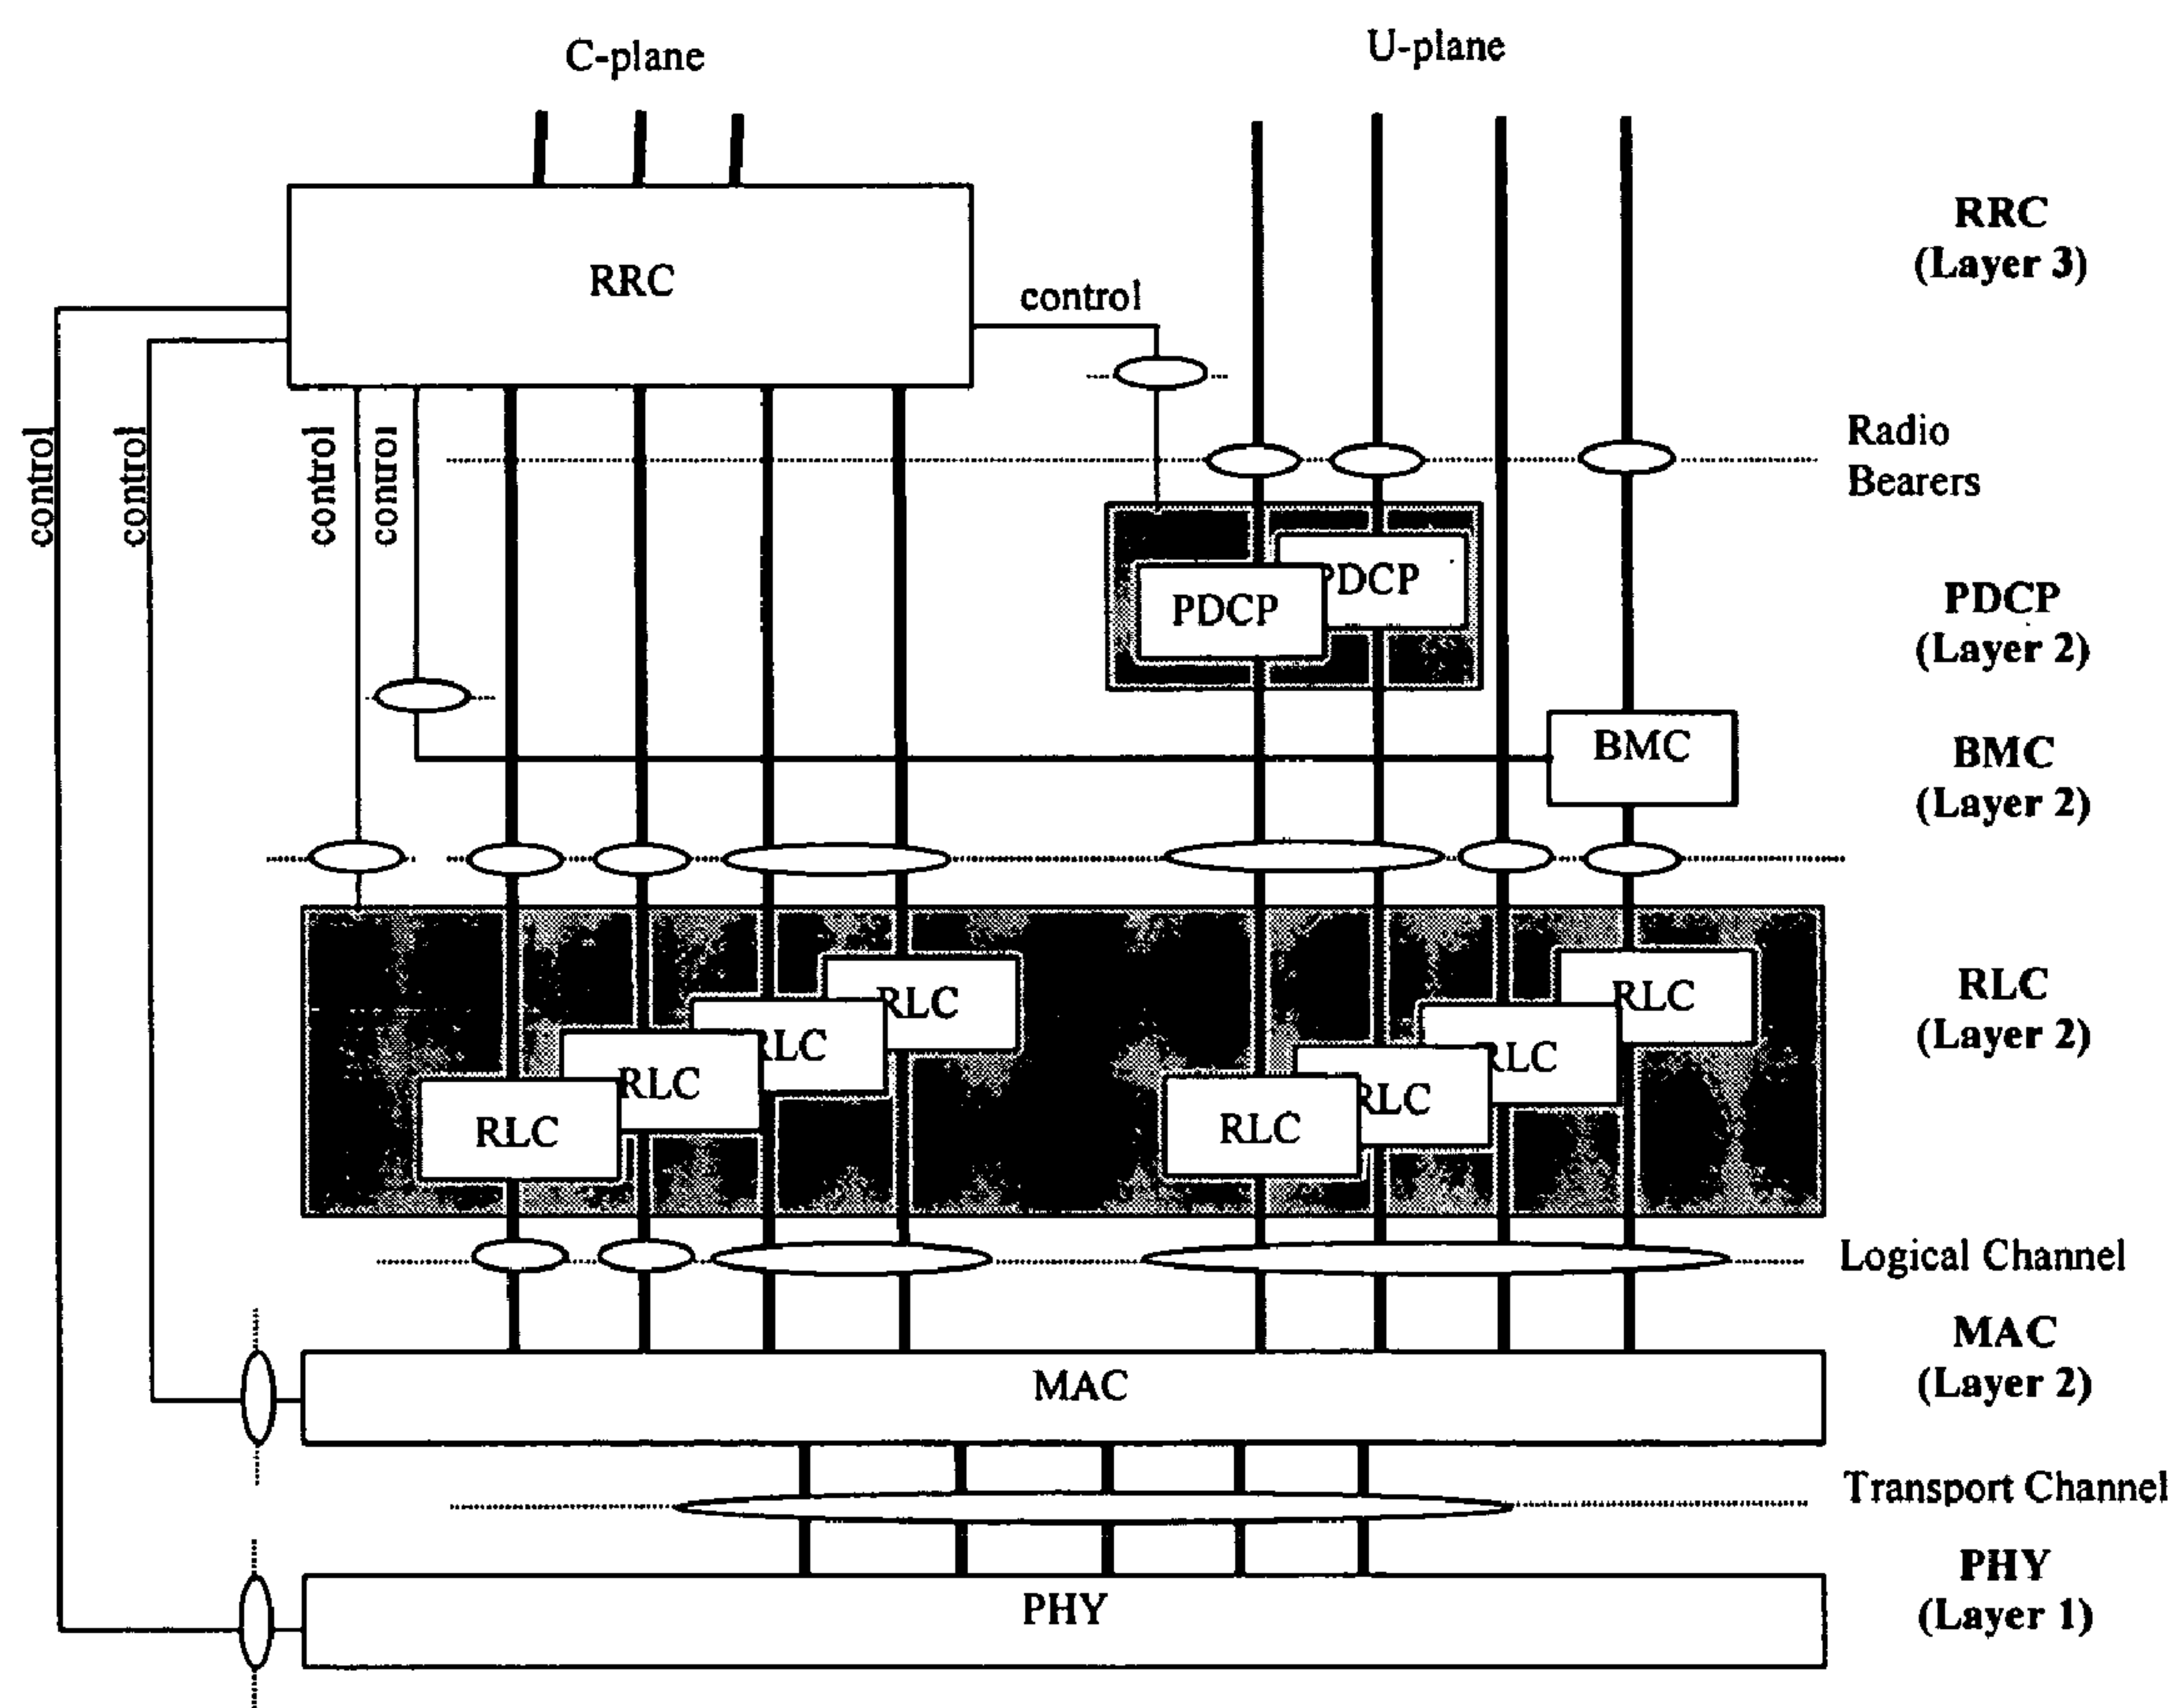 C-plane
U-plane
RRC
(Layer 3)
RRC
control
control
control
control
control
Radio
Bearers
PDCP
PDCP
PDCP
(Layer 2)
BMC
BMC
(Layer 2)
RLC
RLC
RLC
RLC
RLC
RLC
RLC
RLC
RLC
(Layer 2)
Logical Channel
MAC
MAC
(Layer 2)
Transport Channel
PHY
PHY
(Layer 1)